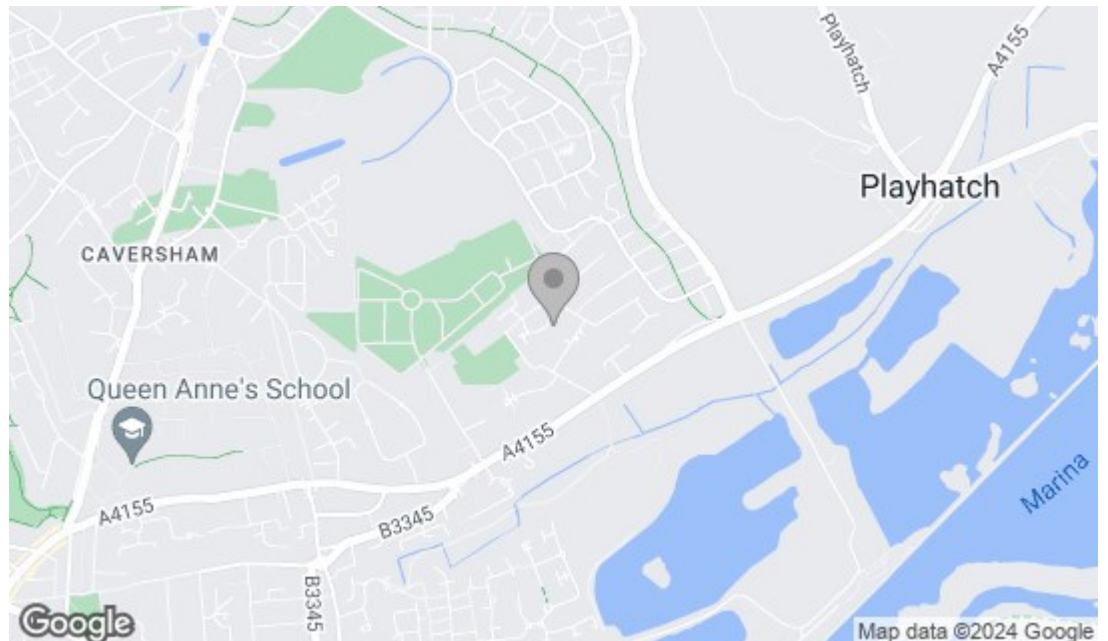 Playhatch
A4155
Playhatch
CAVERSHAM
Queen Anne's School
A4155
A4155
B3345
B3345
Marina
Google
Map data ©2024 Google